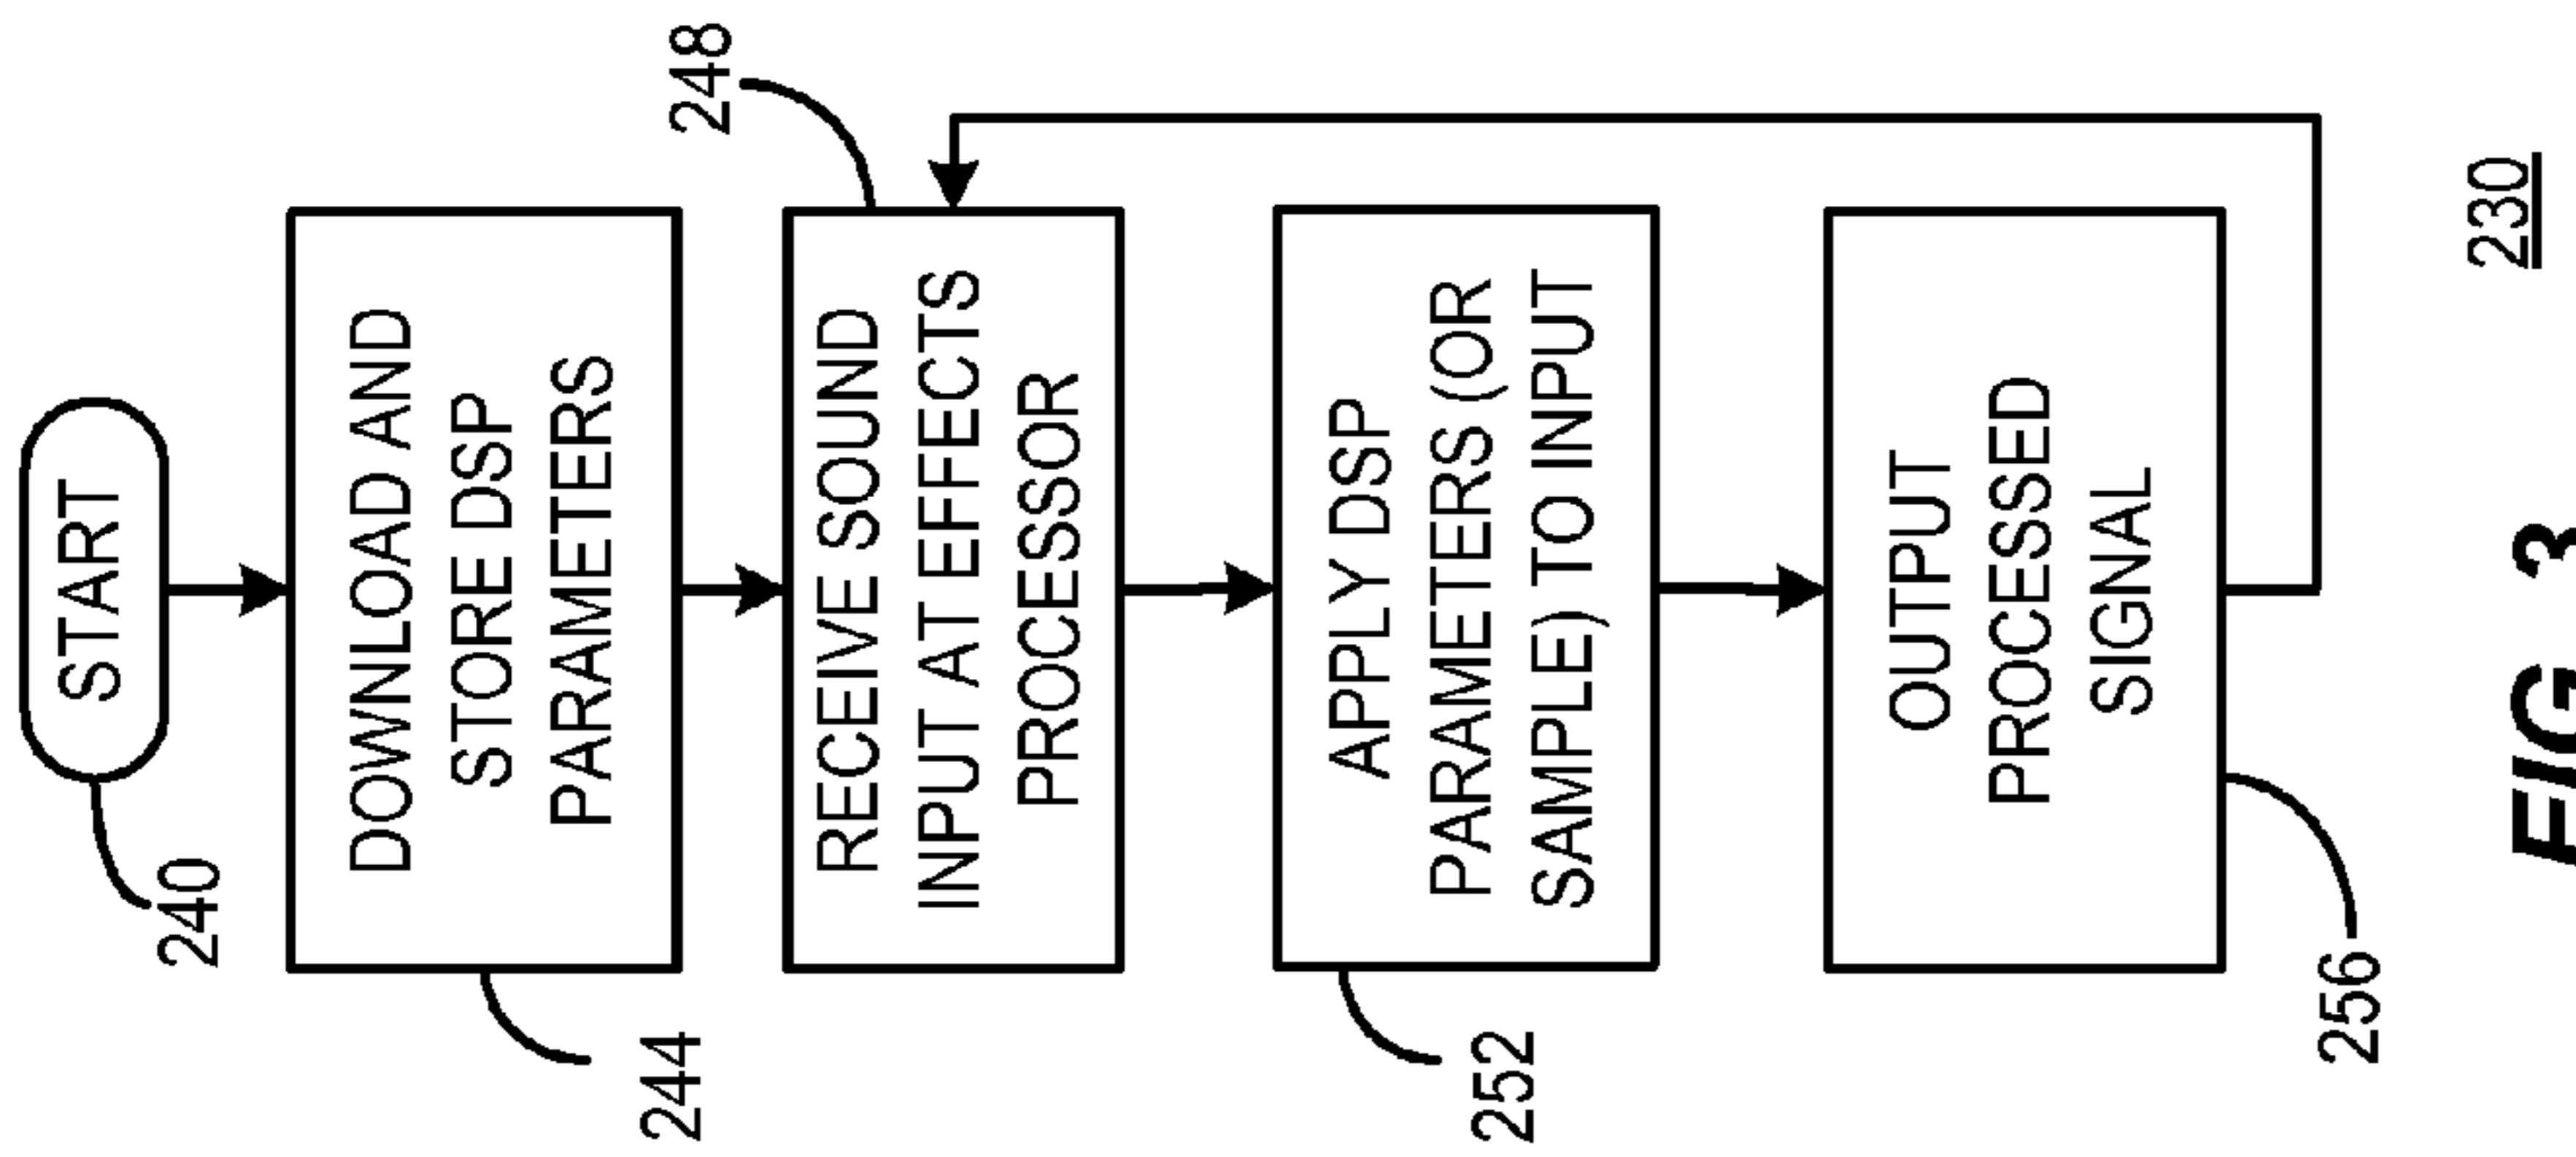 START
240
DOWNLOAD AND
STORE DSP
PARAMETERS
244
248
RECEIVE SOUND
INPUT AT EFFECTS
PROCESSOR
APPLY DSP
PARAMETERS (OR
SAMPLE) TO INPUT
252
OUTPUT
PROCESSED
SIGNAL
256
230
FIG. 3